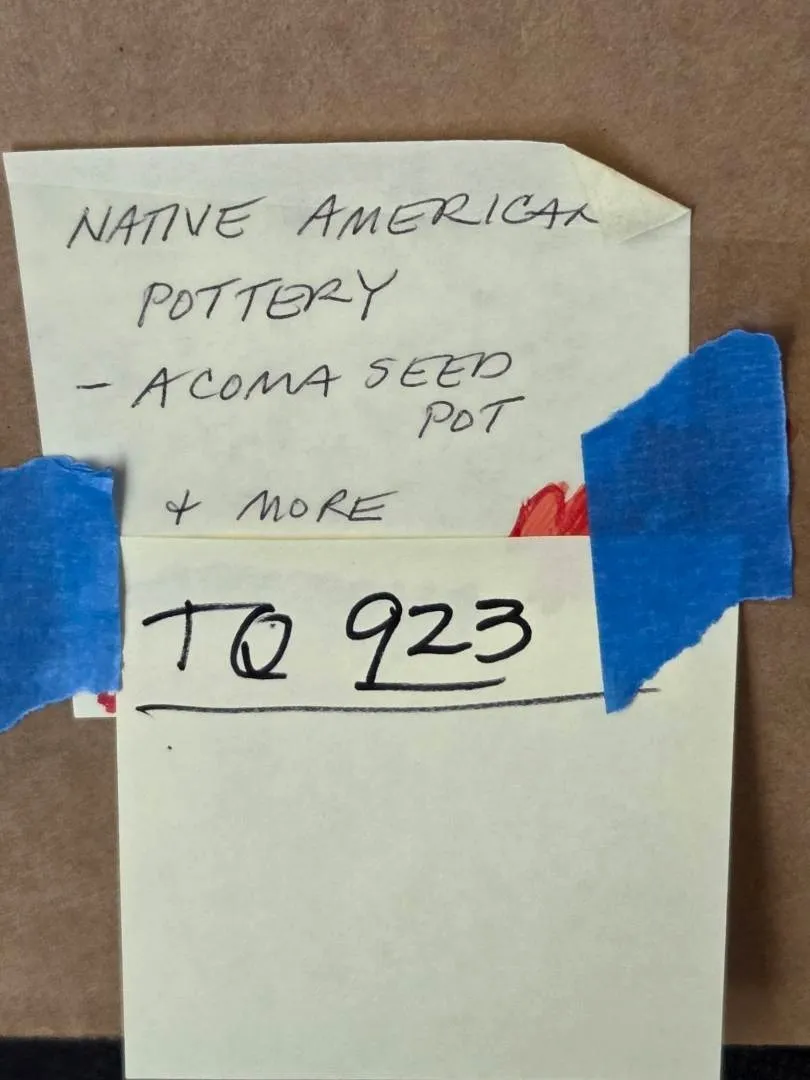 NATIVE AMERICAN
POTTERY
- ACOMA SEED
POT
& MORE
TQ 923